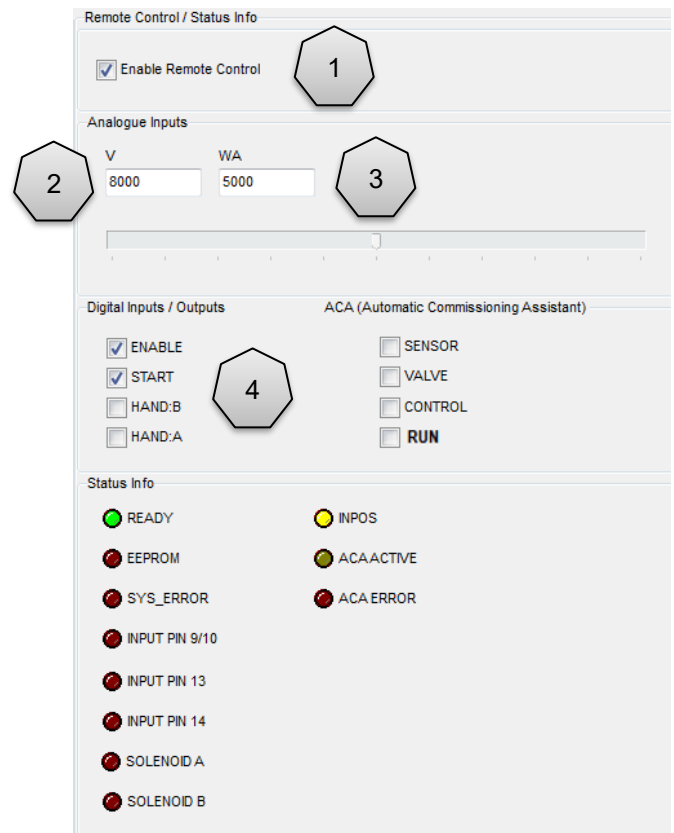 Remote Control / Status Info
Enable Remote Control
1
Analogue Inputs
V WA
2
8000 5000
3
Digital Inputs / Outputs ACA (Automatic Commissioning Assistant)
ENABLE SENSOR
START VALVE
4
HAND:B CONTROL
HAND:A RUN
Status Info
READY INPOS
EEPROM ACA ACTIVE
SYS_ERROR ACA ERROR
INPUT PIN 9/10
INPUT PIN 13
INPUT PIN 14
SOLENOID A
SOLENOID B